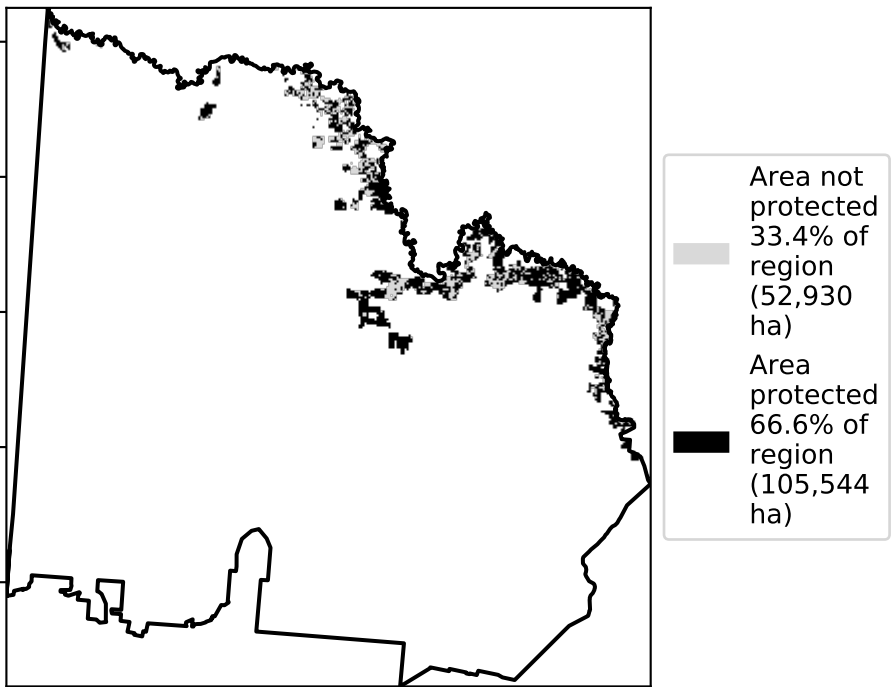 Area not
protected
33.4% of
region
(52,930
ha)
Area
protected
66.6% of
region
(105,544
ha)